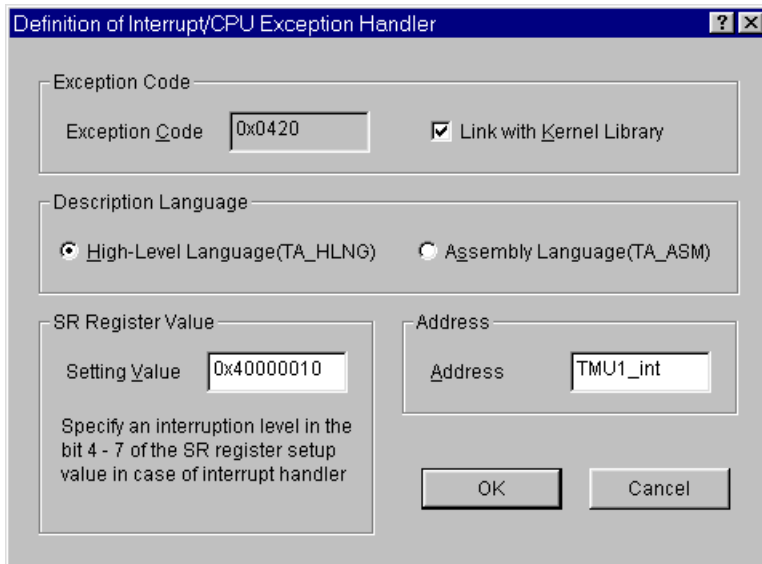 Definition of Interrupt/CPU Exception Handler
Exception Code
Exception Code 0x0420 Link with Kernel Library
Description Language
High-Level Language(TA_HLNG) Assembly Language(TA_ASM)
SR Register Value
Setting Value 0x40000010
Specify an interruption level in the
bit 4 - 7 of the SR register setup
value in case of interrupt handler
Address
Address TMU1_int
OK Cancel